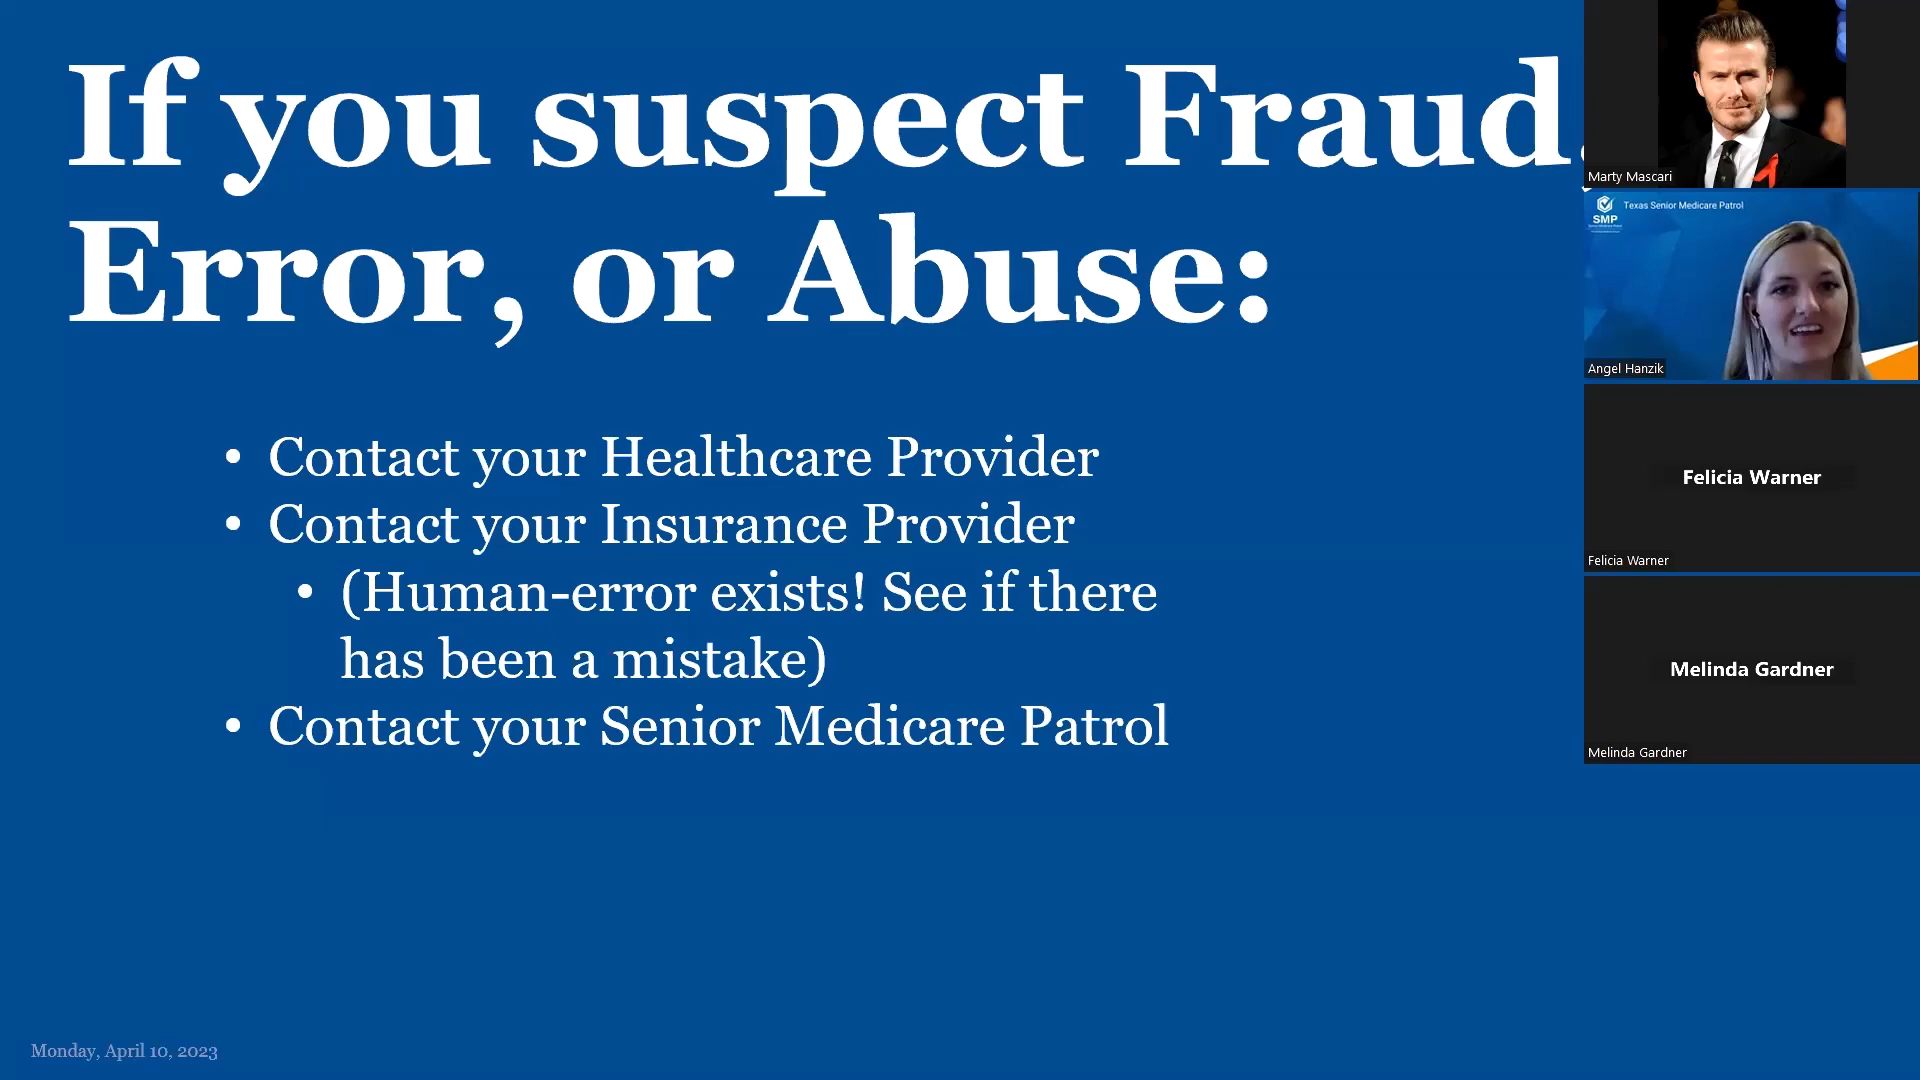 If you suspect Fraud,
Error, or Abuse:
• Contact your Healthcare Provider
• Contact your Insurance Provider
• (Human-error exists! See if there
has been a mistake)
• Contact your Senior Medicare Patrol
Monday, April 10, 2023
Marty Mascari
SMP
Texas Senior Medicare Patrol
Angel Hanzik
Felicia Warner
Felicia Warner
Melinda Gardner
Melinda Gardner